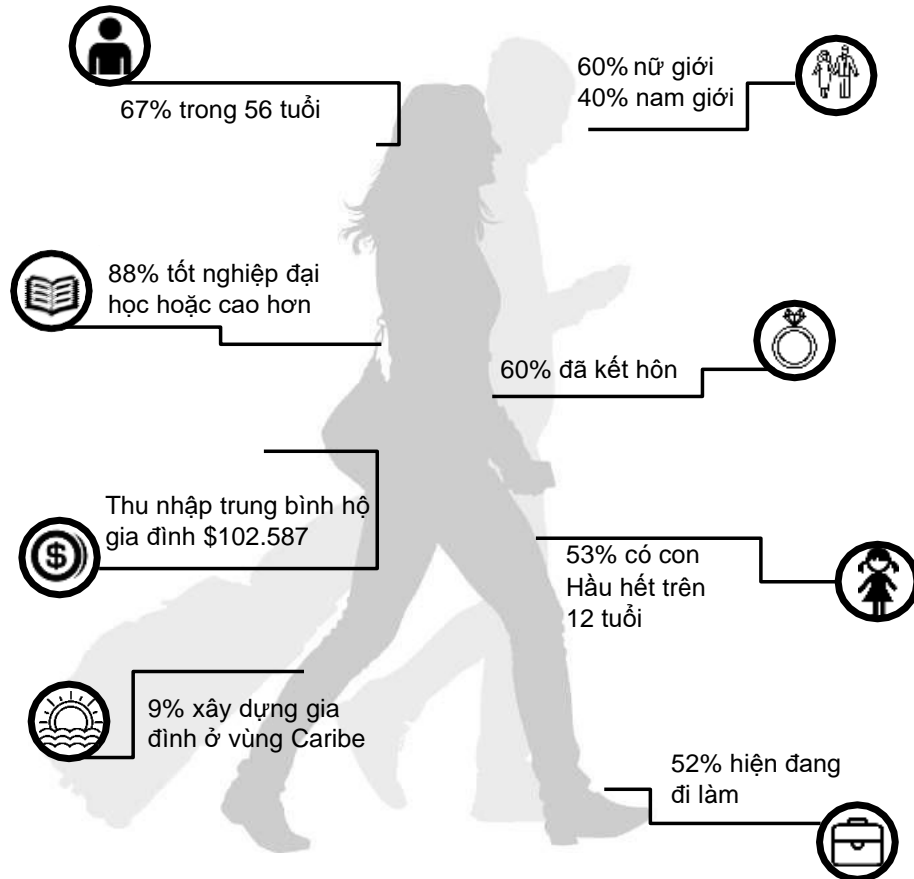 67% trong 56 tuổi
60% nữ giới
40% nam giới
88% tốt nghiệp đại
học hoặc cao hơn
60% đã kết hôn
Thu nhập trung bình hộ
gia đình $102.587
$
53% có con
Hầu hết trên
12 tuổi
9% xây dựng gia
đình ở vùng Caribe
52% hiện đang
đi làm